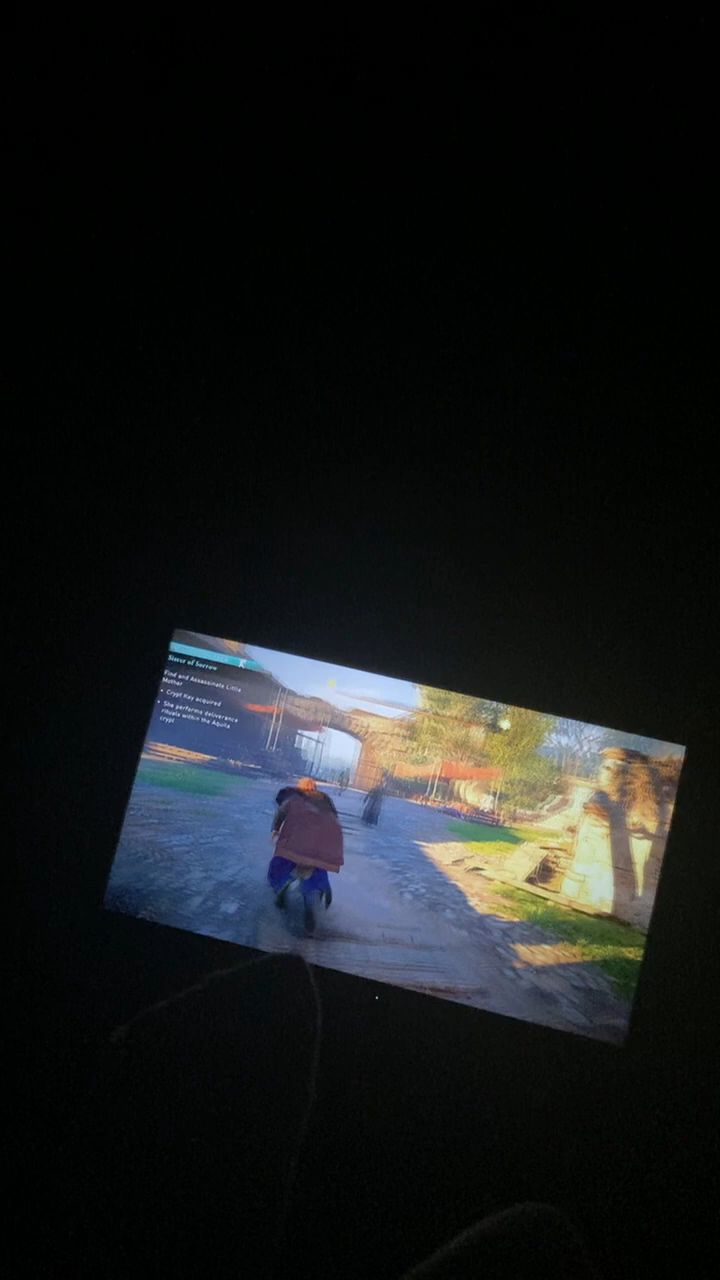 Sister of Sorrow
Find and Assassinate Little
Mother
• Crypt Key acquired
• She performs deliverance
rituals within the Aquila
crypt